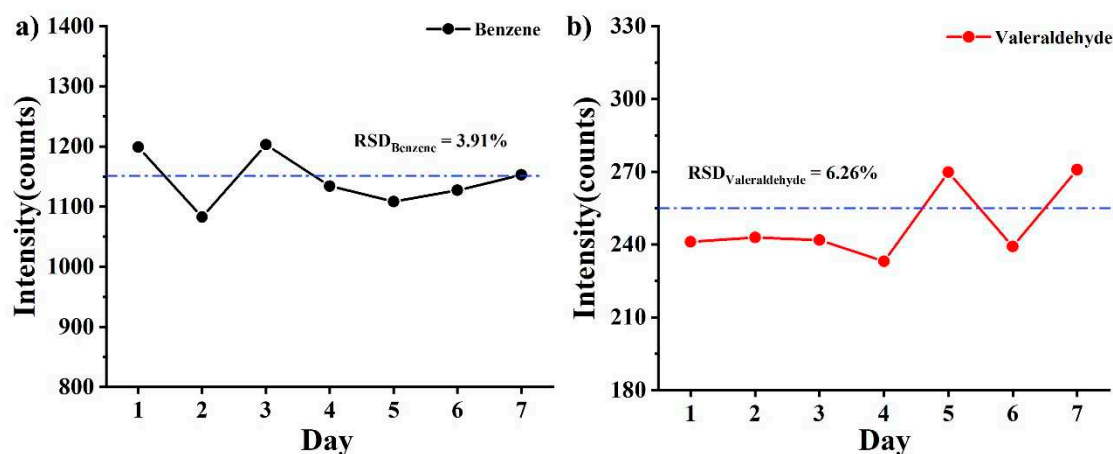 a)
Benzene
1400
1300
1200
1100
1000
900
800
Intensity(counts)
RSDBenzene = 3.91%
1 2 3 4 5 6 7
Day
b)
Valeraldehyde
330
300
270
240
210
180
Intensity(counts)
RSDValeraldehyde = 6.26%
1 2 3 4 5 6 7
Day